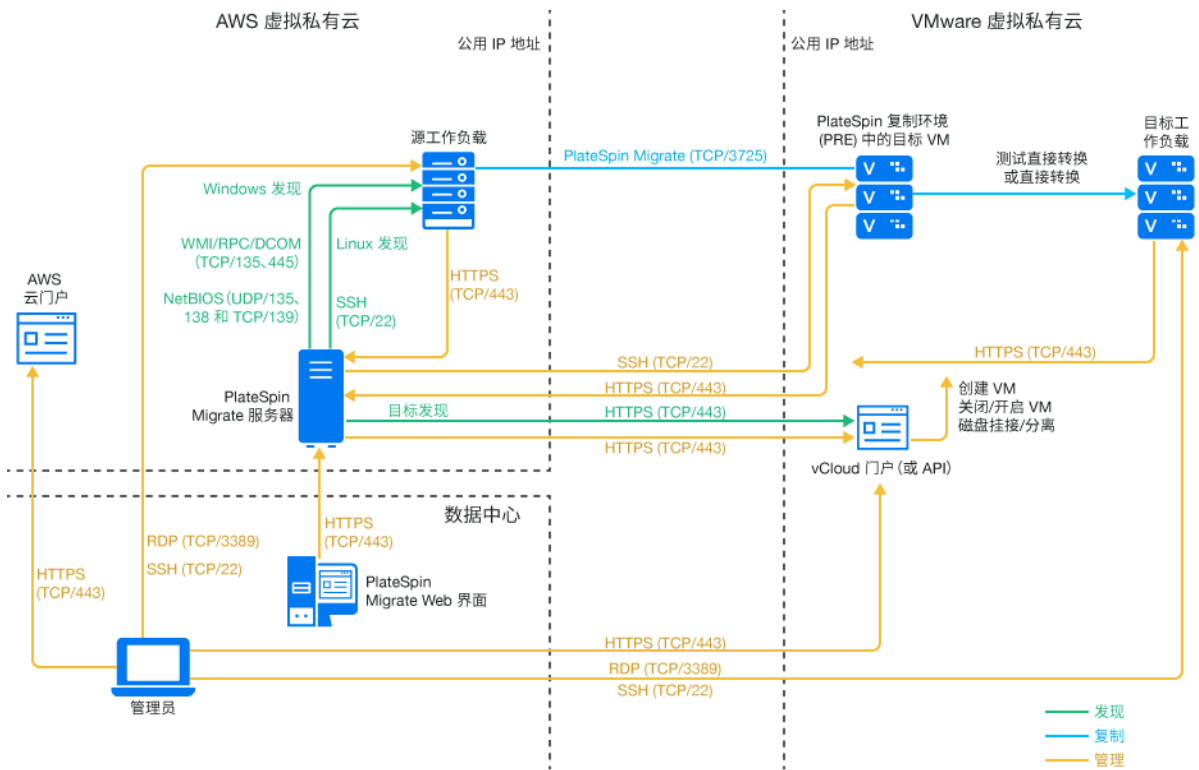 AWS 虚拟私有云
VMware 虚拟私有云
公用 IP 地址
公用 IP 地址
源工作负载
PlateSpin 复制环境
(PRE) 中的目标 VM
目标工
作负载
PlateSpin Migrate (TCP/3725)
测试直接转换
或直接转换
Windows 发现
WMI/RPC/DCOM
(TCP/135、445)
Linux 发现
NetBIOS (UDP/135、
138 和 TCP/139)
SSH
(TCP/22)
HTTPS
(TCP/443)
AWS
云门户
PlateSpin
Migrate 服务器
SSH (TCP/22)
HTTPS (TCP/443)
HTTPS (TCP/443)
目标发现
HTTPS (TCP/443)
HTTPS (TCP/443)
创建 VM
关闭/开启 VM
磁盘挂接/分离
vCloud 门户 (或 API)
数据中心
HTTPS
(TCP/443)
RDP (TCP/3389)
SSH (TCP/22)
HTTPS
(TCP/443)
PlateSpin
Migrate Web 界面
HTTPS (TCP/443)
RDP (TCP/3389)
SSH (TCP/22)
管理员
发现
复制
管理